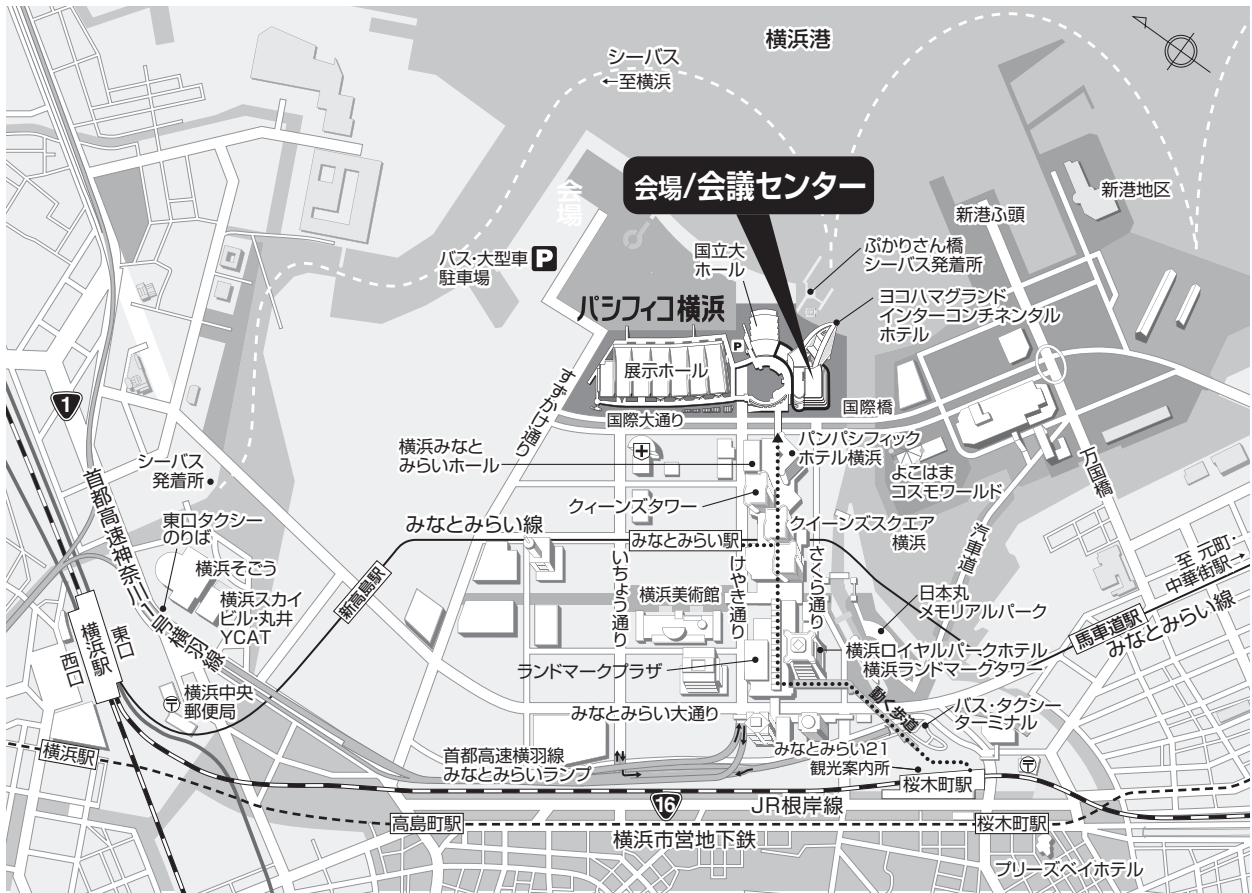 横浜港
シーバス
←至横浜
会場
会場/会議センター
新港地区
新港ふ頭
バス・大型車
駐車場
P
国立大
ホール
ぷかりさん橋
シーバス発着所
パシフィコ横浜
ヨコハマグランド
インターコンチネンタル
ホテル
P
展示ホール
すずかけ通り
国際大通り
国際橋
1
首都高速神奈川1号横羽線
シーバス
発着所
横浜みなと
みらいホール
パンパシフィック
ホテル横浜
よこはま
コスモワールド
万国橋
クィーンズタワー
東口タクシー
のりば
みなとみらい線
みなとみらい駅
クイーンズスクエア
横浜
汽車道
至 元町・
中華街駅→
横浜そごう
横浜スカイ
ビル・丸井
YCAT
新高島駅
いちょう通り
横浜美術館
けやき通り
さくら通り
日本丸
メモリアルパーク
馬車道駅
みなとみらい線
横浜駅
東口
西口
ランドマークプラザ
横浜ロイヤルパークホテル
横浜ランドマークタワー
〒
横浜中央
郵便局
みなとみらい大通り
動く歩道
バス・タクシー
ターミナル
横浜駅
首都高速横羽線
みなとみらいランプ
みなとみらい21
観光案内所
〒
桜木町駅
16
JR根岸線
高島町駅
横浜市営地下鉄
桜木町駅
ブリーズベイホテル